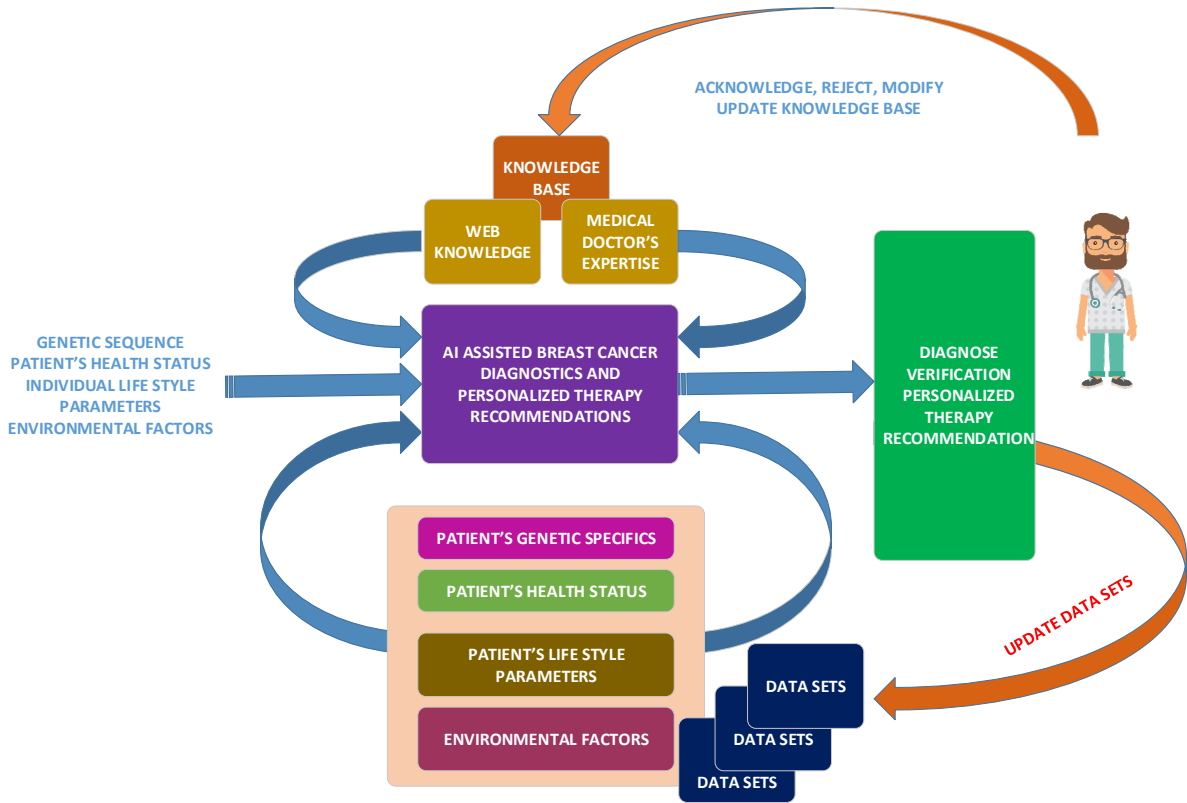 ACKNOWLEDGE, REJECT, MODIFY
UPDATE KNOWLEDGE BASE
KNOWLEDGE
BASE
WEB
KNOWLEDGE
MEDICAL
DOCTOR'S
EXPERTISE
GENETIC SEQUENCE
PATIENT'S HEALTH STATUS
INDIVIDUAL LIFE STYLE
PARAMETERS
ENVIRONMENTAL FACTORS
AI ASSISTED BREAST CANCER
DIAGNOSTICS AND
PERSONALIZED THERAPY
RECOMMENDATIONS
DIAGNOSE
VERIFICATION
PERSONALIZED
THERAPY
RECOMMENDATION
PATIENT'S GENETIC SPECIFICS
PATIENT'S HEALTH STATUS
PATIENT'S LIFE STYLE
PARAMETERS
ENVIRONMENTAL FACTORS
UPDATE DATA SETS
DATA SETS
DATA SETS
DATA SETS